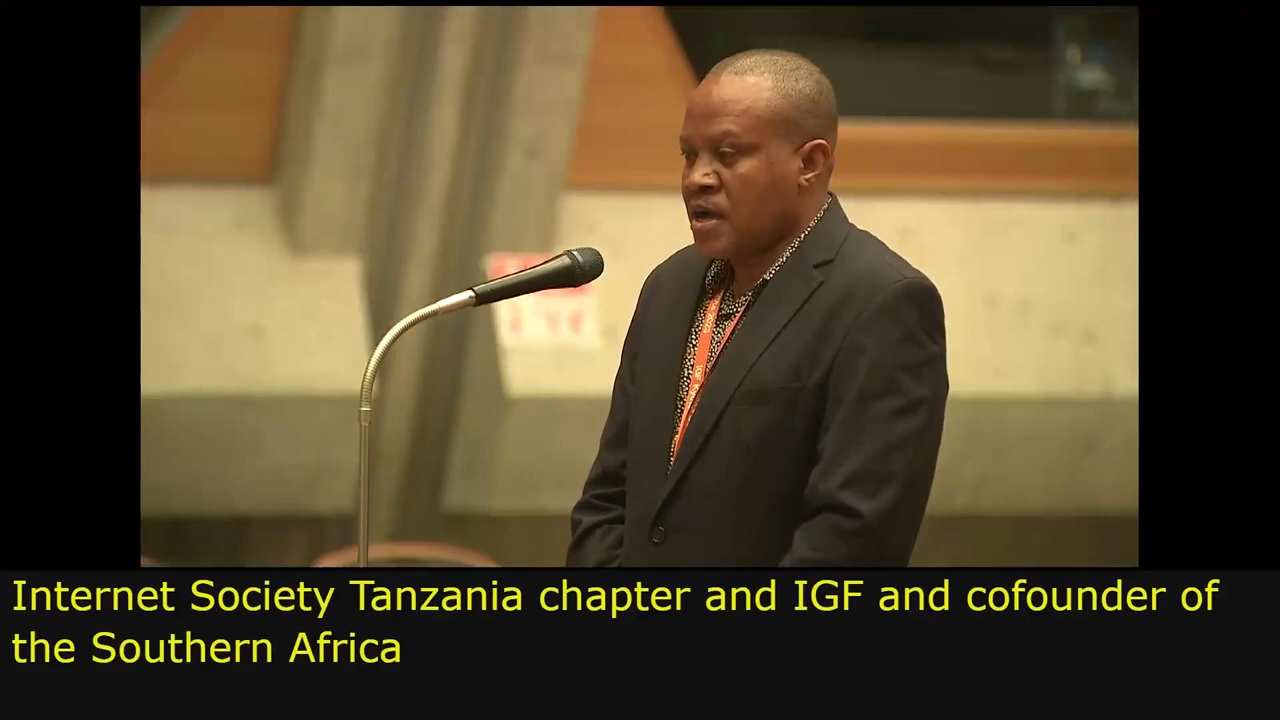 Internet Society Tanzania chapter and IGF and cofounder of
the Southern Africa